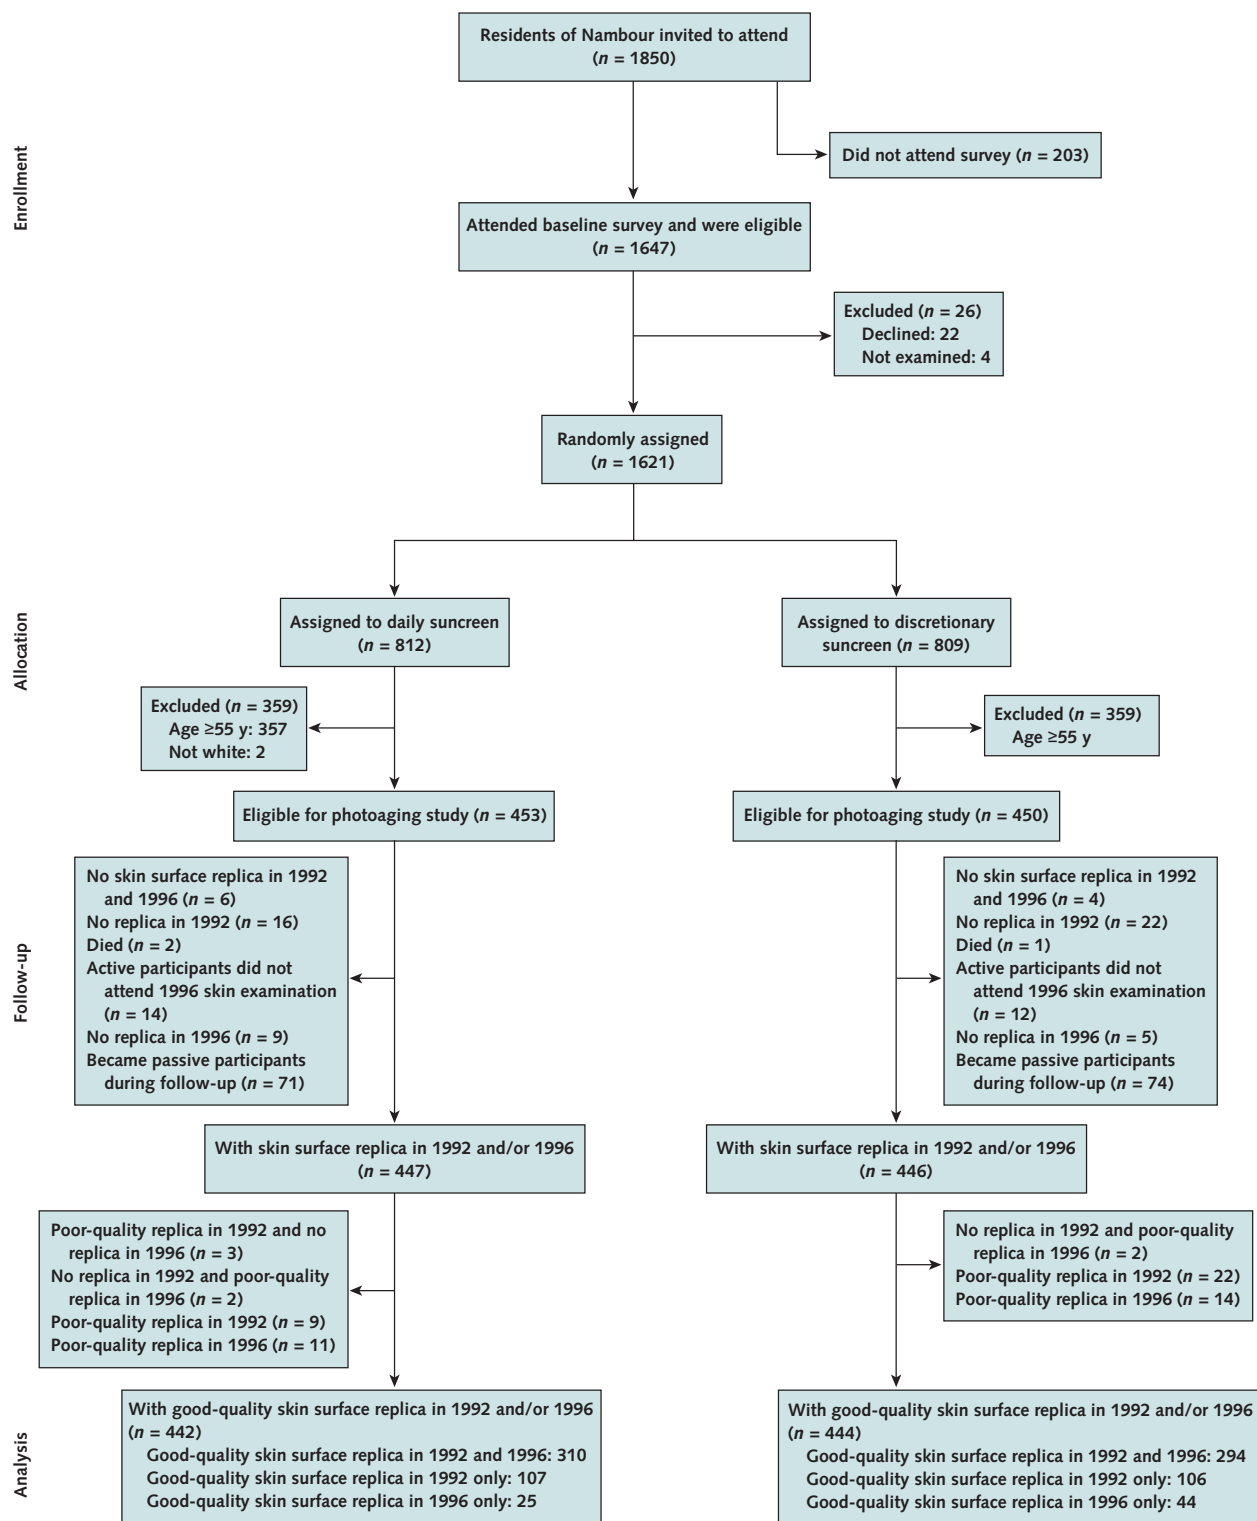 Residents of Nambour invited to attend
(n = 1850)
Did not attend survey (n = 203)
Enrollment
Attended baseline survey and were eligible
(n = 1647)
Excluded (n = 26)
Declined: 22
Not examined: 4
Randomly assigned
(n = 1621)
Allocation
Assigned to daily suncreen
(n = 812)
Assigned to discretionary
suncreen (n = 809)
Excluded (n = 359)
Age ≥55 y: 357
Not white: 2
Excluded (n = 359)
Age ≥55 y
Eligible for photoaging study (n = 453)
Eligible for photoaging study (n = 450)
Follow-up
No skin surface replica in 1992
and 1996 (n = 6)
No replica in 1992 (n = 16)
Died (n = 2)
Active participants did not
attend 1996 skin examination
(n = 14)
No replica in 1996 (n = 9)
Became passive participants
during follow-up (n = 71)
No skin surface replica in 1992
and 1996 (n = 4)
No replica in 1992 (n = 22)
Died (n = 1)
Active participants did not
attend 1996 skin examination
(n = 12)
No replica in 1996 (n = 5)
Became passive participants
during follow-up (n = 74)
With skin surface replica in 1992 and/or 1996
(n = 447)
With skin surface replica in 1992 and/or 1996
(n = 446)
Poor-quality replica in 1992 and no
replica in 1996 (n = 3)
No replica in 1992 and poor-quality
replica in 1996 (n = 2)
Poor-quality replica in 1992 (n = 9)
Poor-quality replica in 1996 (n = 11)
No replica in 1992 and poor-quality
replica in 1996 (n = 2)
Poor-quality replica in 1992 (n = 22)
Poor-quality replica in 1996 (n = 14)
Analysis
With good-quality skin surface replica in 1992 and/or 1996
(n = 442)
Good-quality skin surface replica in 1992 and 1996: 310
Good-quality skin surface replica in 1992 only: 107
Good-quality skin surface replica in 1996 only: 25
With good-quality skin surface replica in 1992 and/or 1996
(n = 444)
Good-quality skin surface replica in 1992 and 1996: 294
Good-quality skin surface replica in 1992 only: 106
Good-quality skin surface replica in 1996 only: 44